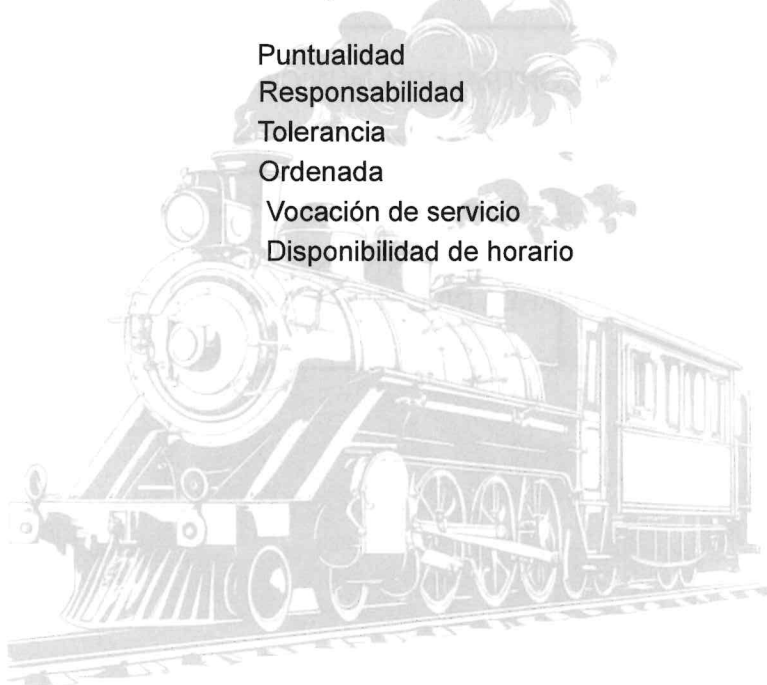 Puntualidad
Responsabilidad
Tolerancia
Ordenada
Vocación de servicio
Disponibilidad de horario